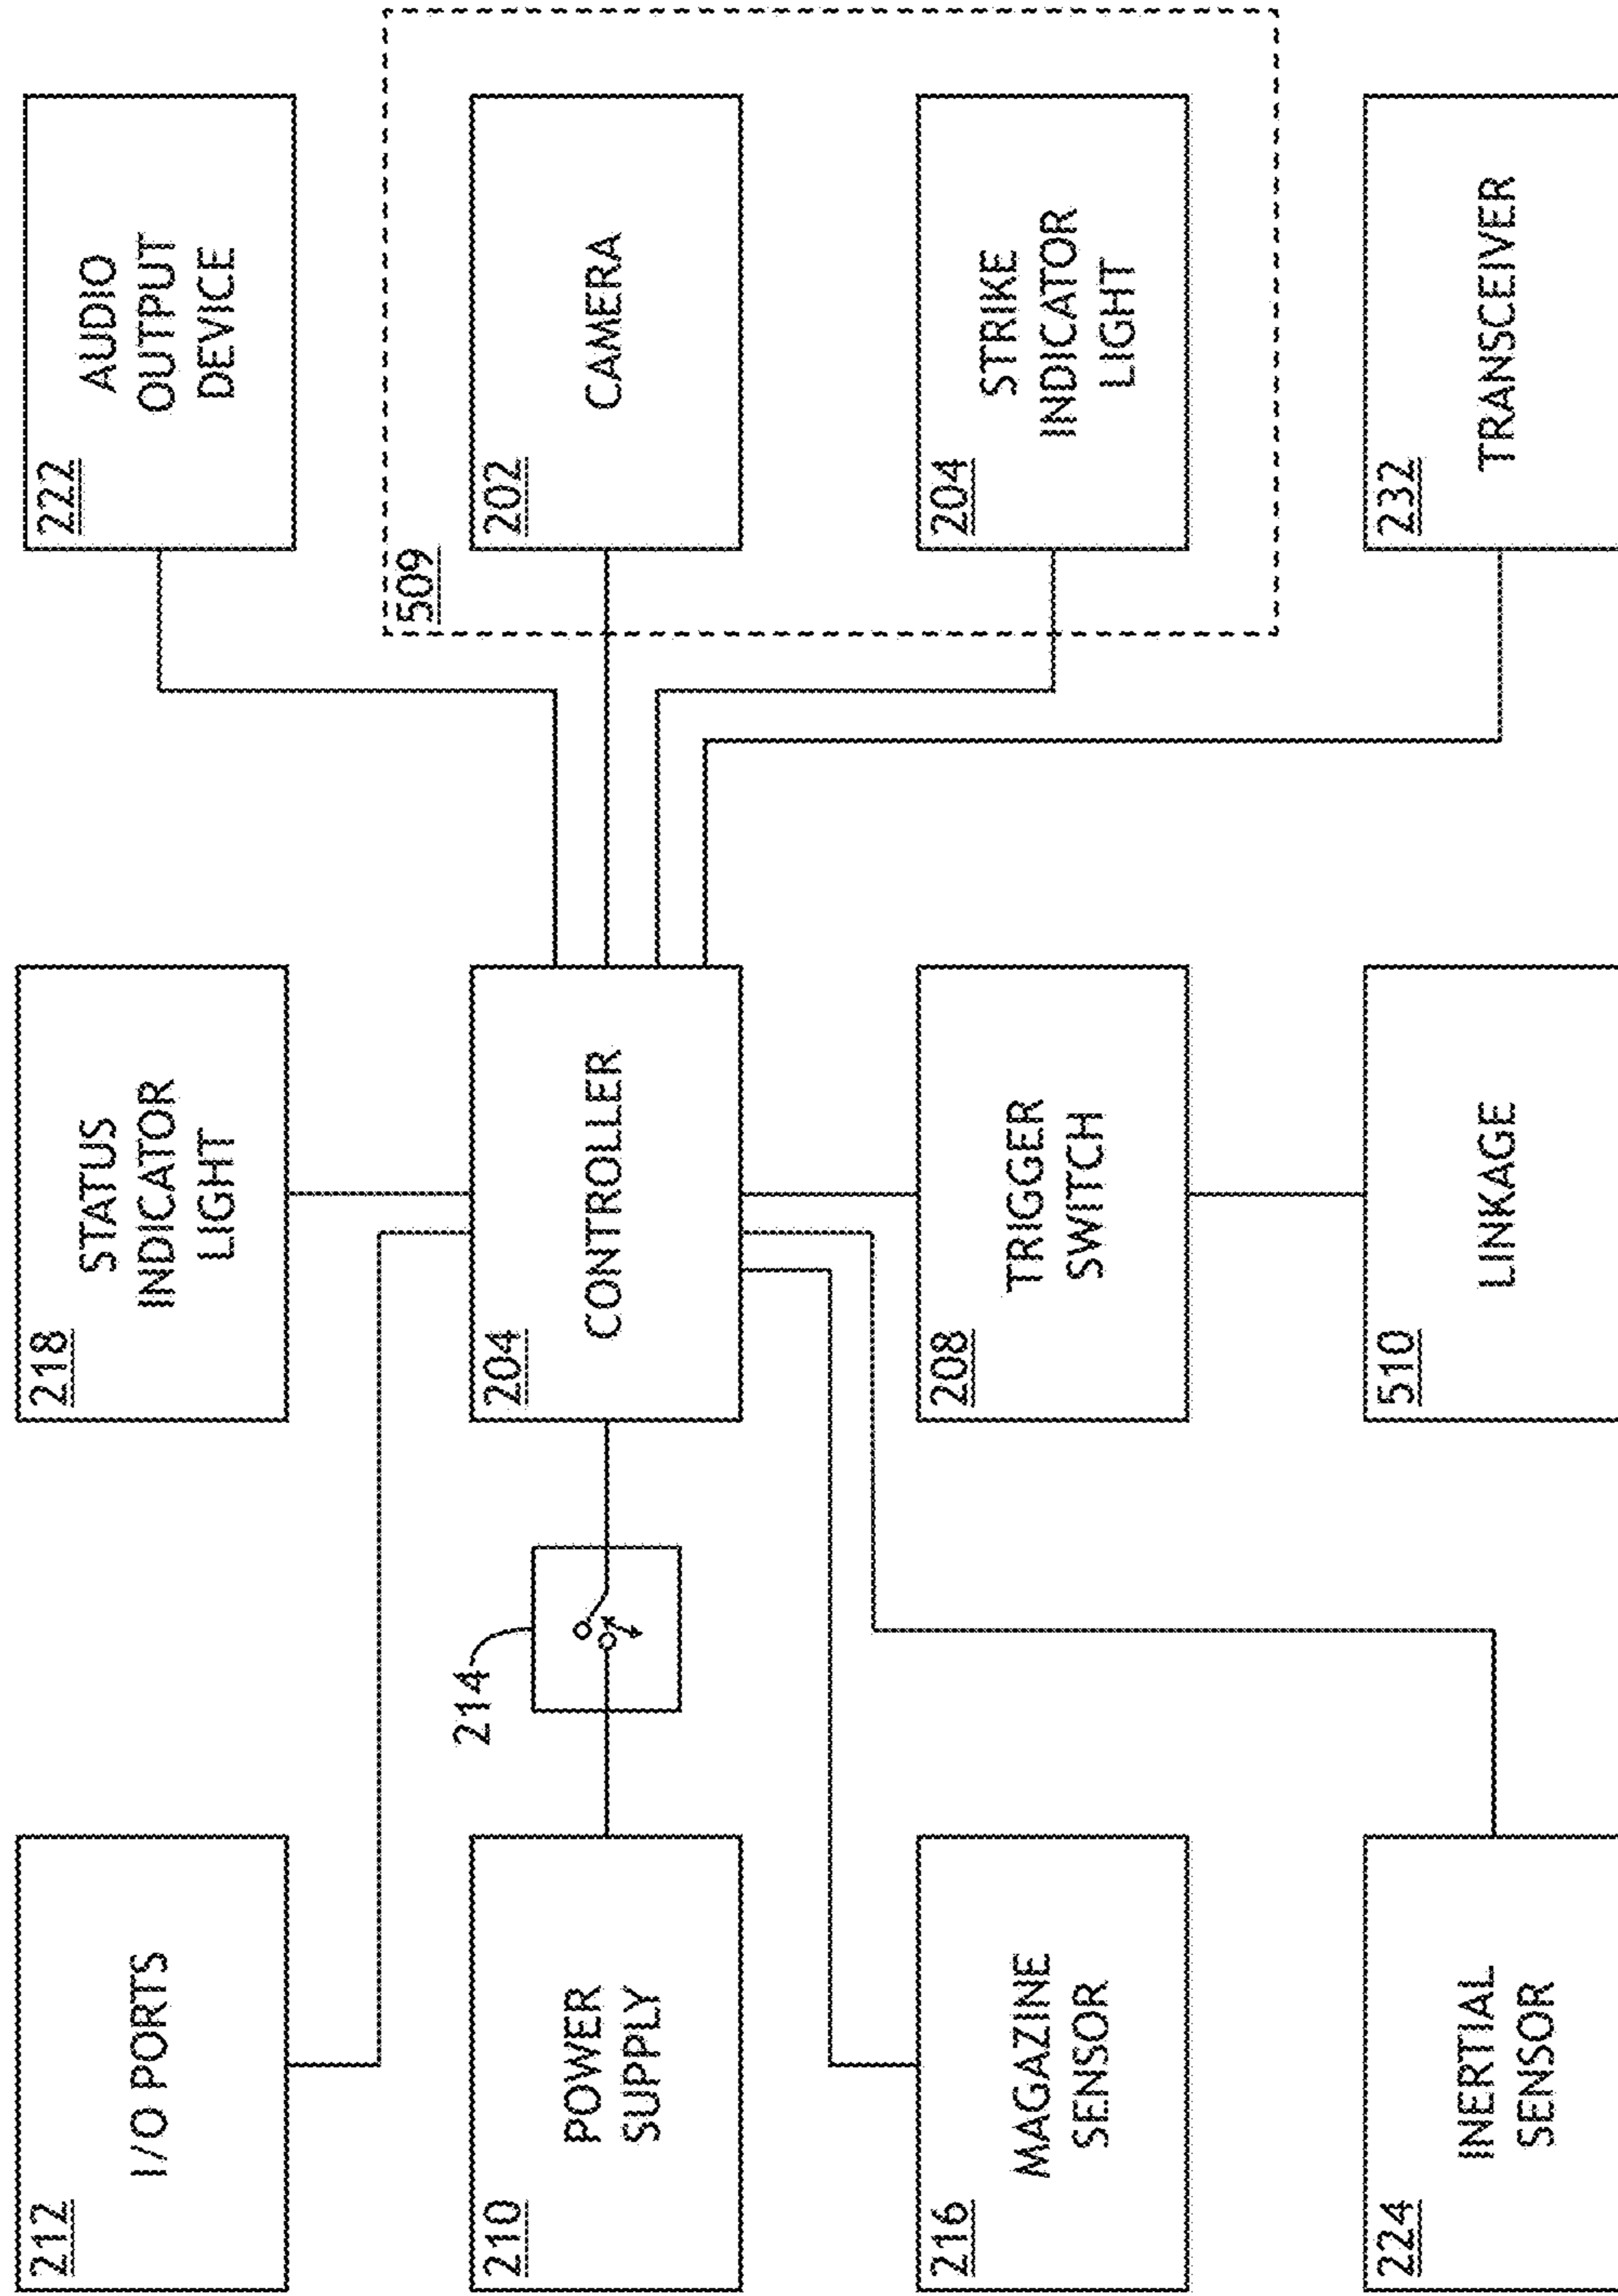 212
I/O PORTS
218
STATUS
INDICATOR
LIGHT
222
AUDIO
OUTPUT
DEVICE
210
POWER
SUPPLY
214
204
CONTROLLER
509
202
CAMERA
216
MAGAZINE
SENSOR
208
TRIGGER
SWITCH
204
STRIKE
INDICATOR
LIGHT
224
INERTIAL
SENSOR
510
LINKAGE
232
TRANSCEIVER